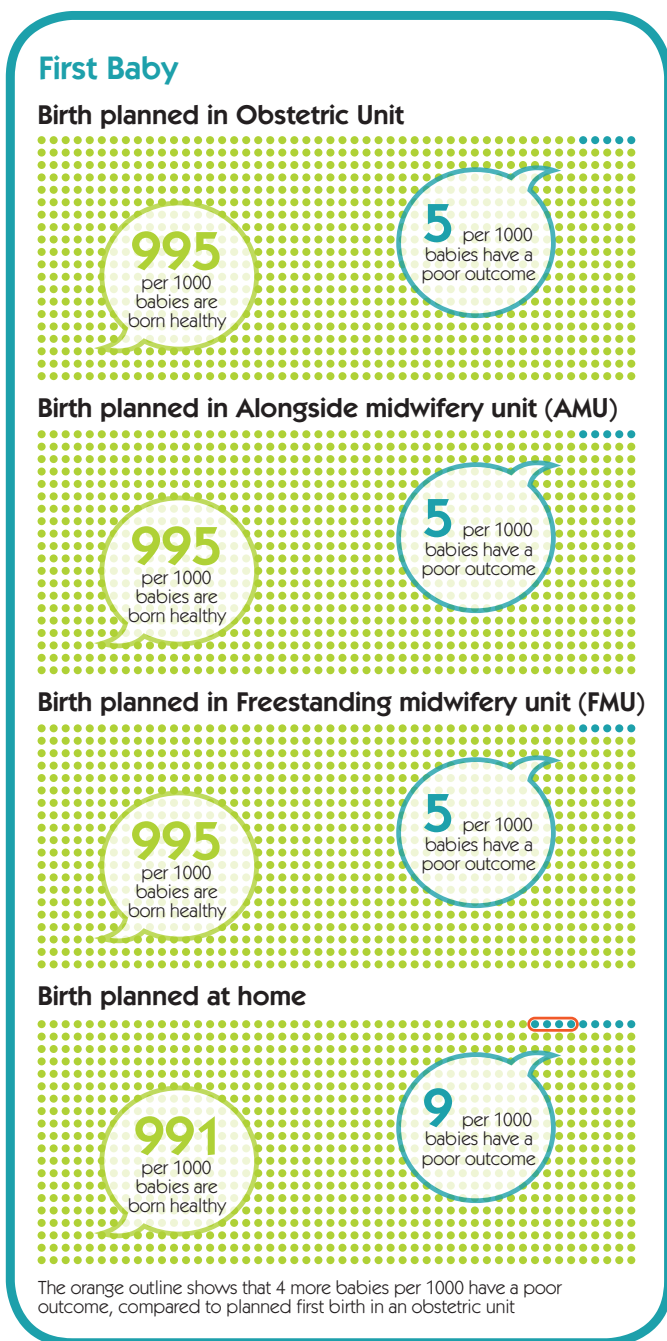 First Baby
Birth planned in Obstetric Unit
995
per 1000
babies are
born healthy
5 per 1000
babies have a
poor outcome
Birth planned in Alongside midwifery unit (AMU)
995
per 1000
babies are
born healthy
5 per 1000
babies have a
poor outcome
Birth planned in Freestanding midwifery unit (FMU)
995
per 1000
babies are
born healthy
5 per 1000
babies have a
poor outcome
Birth planned at home
991
per 1000
babies are
born healthy
9 per 1000
babies have a
poor outcome
The orange outline shows that 4 more babies per 1000 have a poor
outcome, compared to planned first birth in an obstetric unit